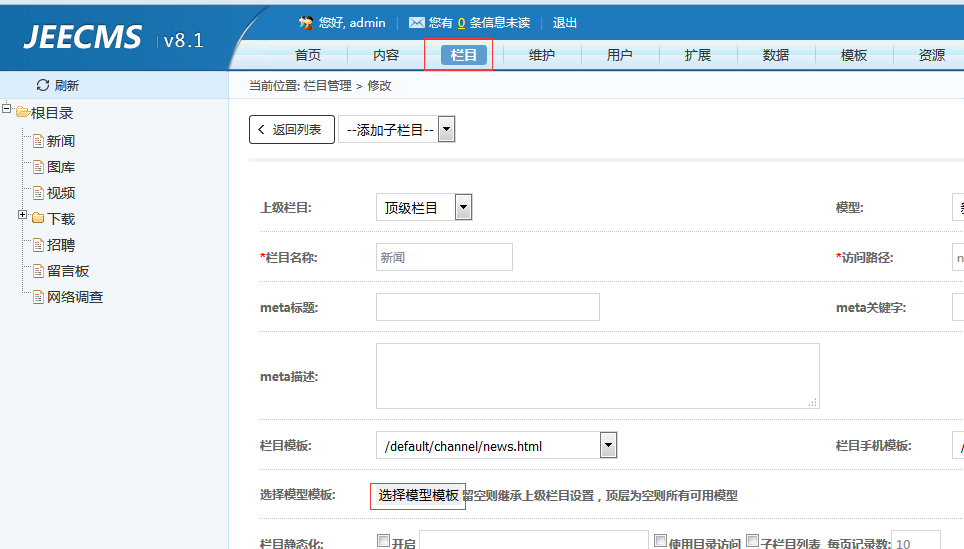 JEECMS v8.1
您好, admin 您有 0 条信息未读 退出
首页 内容 栏目 维护 用户 扩展 数据 模板 资源
刷新
当前位置: 栏目管理 > 修改
根目录
新闻
图库
视频
下载
招聘
留言板
网络调查
返回列表 --添加子栏目--
上级栏目: 顶级栏目 模型:
*栏目名称: 新闻 *访问路径: n
meta标题: meta关键字:
meta描述:
栏目模板: /default/channel/news.html 栏目手机模板: /
选择模型模板: 选择模型模板 留空则继承上级栏目设置，顶层为空则所有可用模型
栏目静态化: 开启 使用目录访问 子栏目列表 每页记录数: 10